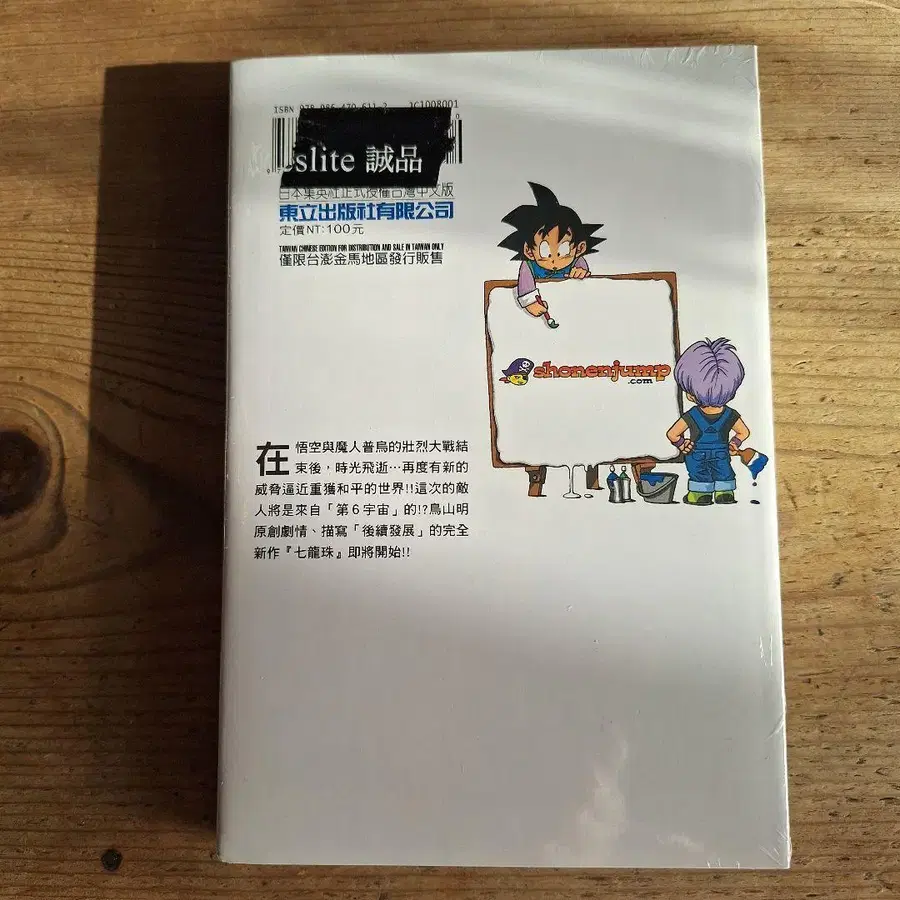 ISBN 978-986-470-611-2 JC1008001
eslite 誠品
日本集英社正式授權台灣中文版
東立出版社有限公司
定價 NT:100元
TAIWAN CHINESE EDITION FOR DISTRIBUTION AND SALE IN TAIWAN ONLY
僅限台澎金馬地區發行販售
shonenjump
.com
在悟空與魔人普烏的壯烈大戰結
束後，時光飛逝…再度有新的
威脅逼近重獲和平的世界!!這次的敵
人將是來自「第6宇宙」的!?鳥山明
原創劇情、描寫「後續發展」的完全
新作『七龍珠』即將開始!!